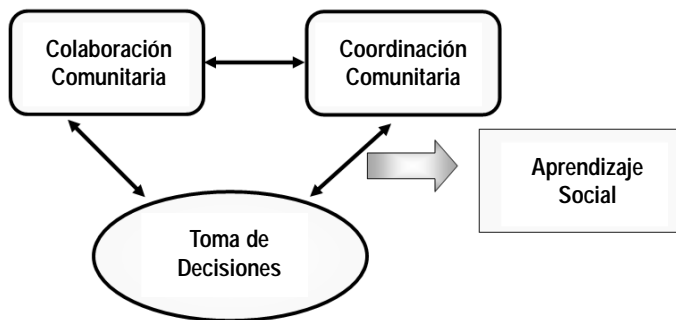 Colaboración
Comunitaria
Coordinación
Comunitaria
Aprendizaje
Social
Toma de
Decisiones